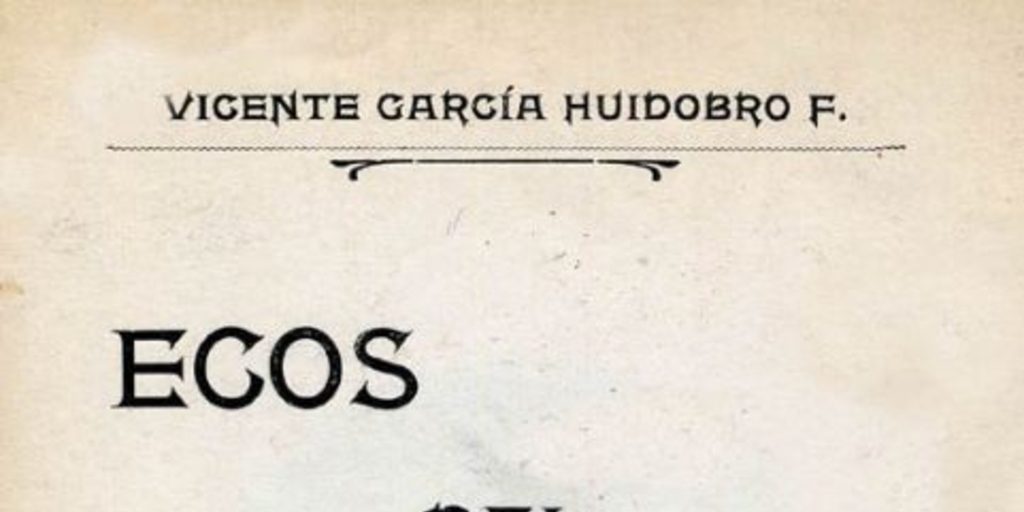 VICENTE GARCÍA HUIDOBRO F.
ECOS